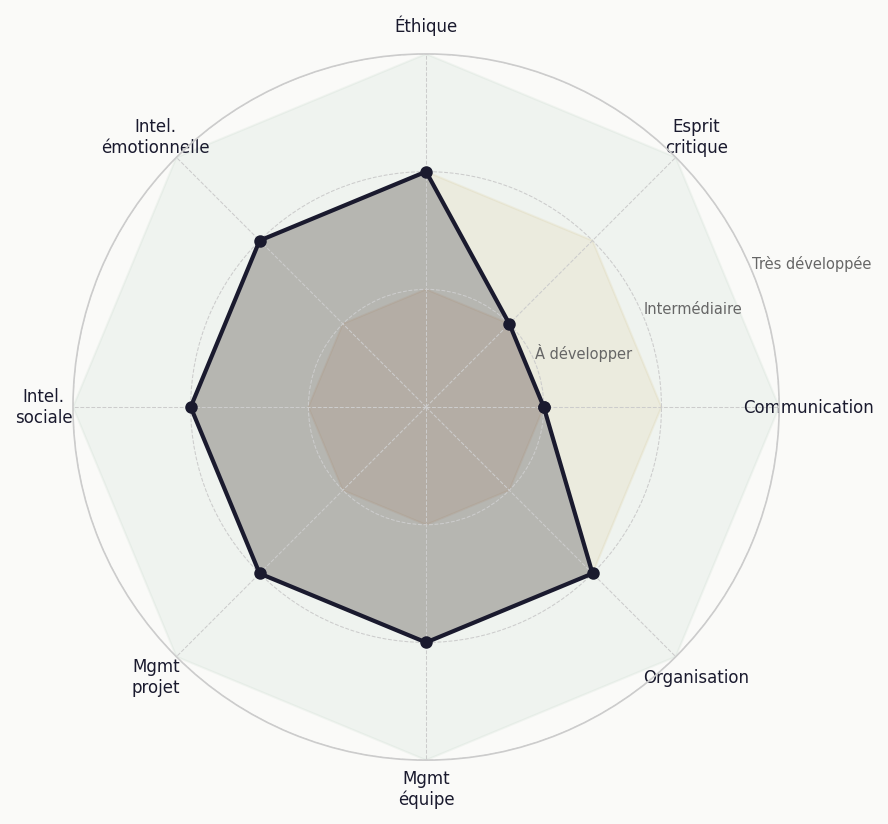 Éthique
Intel.
émotionnelle
Esprit
critique
Très développée
Intermédiaire
À développer
Intel.
sociale
Communication
Mgmt
projet
Organisation
Mgmt
équipe